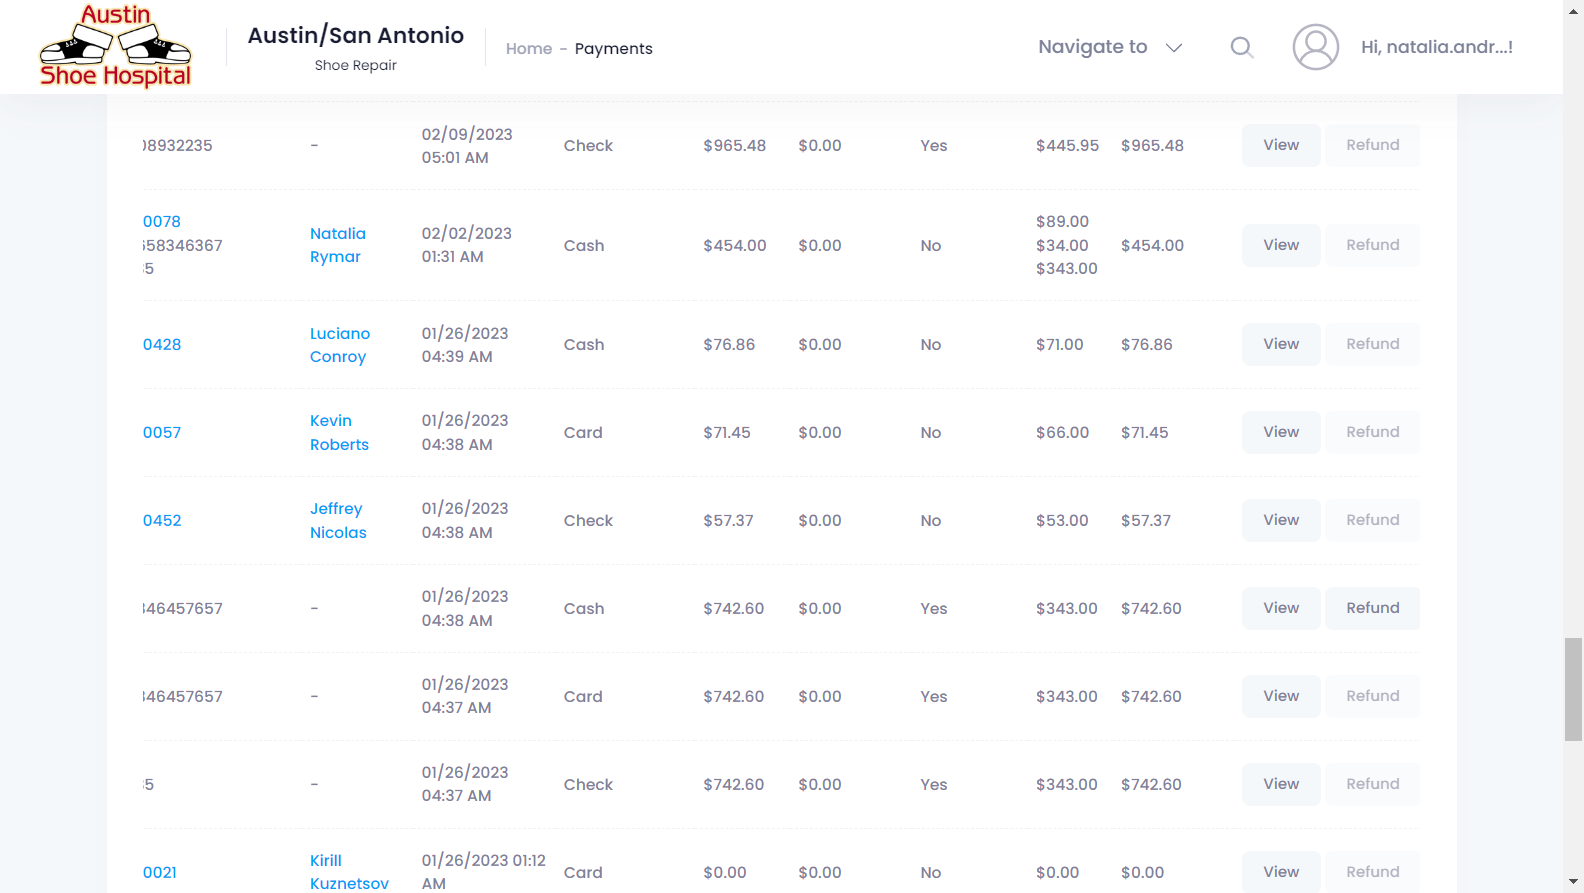 Austin
Shoe Hospital
Austin/San Antonio
Shoe Repair
Home - Payments
Navigate to
Hi, natalia.andr...!
08932235 - 02/09/2023 05:01 AM Check $965.48 $0.00 Yes $445.95 $965.48 View Refund
0078
658346367
35
Natalia
Rymar
02/02/2023
01:31 AM
Cash $454.00 $0.00 No
$89.00
$34.00
$343.00
$454.00 View Refund
0428
Luciano
Conroy
01/26/2023
04:39 AM
Cash $76.86 $0.00 No $71.00 $76.86 View Refund
0057
Kevin
Roberts
01/26/2023
04:38 AM
Card $71.45 $0.00 No $66.00 $71.45 View Refund
0452
Jeffrey
Nicolas
01/26/2023
04:38 AM
Check $57.37 $0.00 No $53.00 $57.37 View Refund
346457657 -
01/26/2023
04:38 AM
Cash $742.60 $0.00 Yes $343.00 $742.60 View Refund
346457657 -
01/26/2023
04:37 AM
Card $742.60 $0.00 Yes $343.00 $742.60 View Refund
35 -
01/26/2023
04:37 AM
Check $742.60 $0.00 Yes $343.00 $742.60 View Refund
0021
Kirill
Kuznetsov
01/26/2023 01:12
AM
Card $0.00 $0.00 No $0.00 $0.00 View Refund